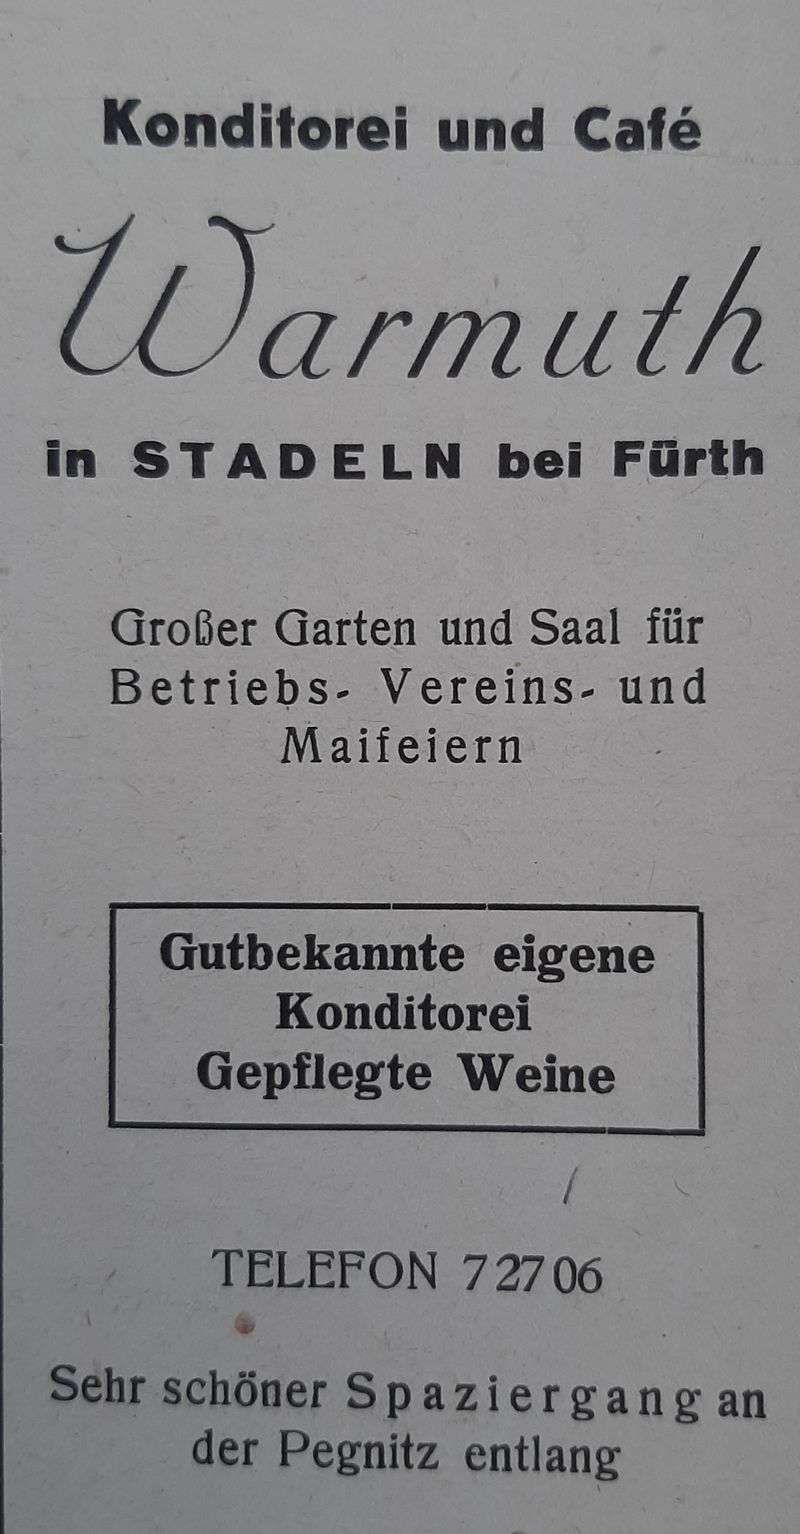 Konditorei und Café
Warmuth
in STADELN bei Fürth
Großer Garten und Saal für
Betriebs- Vereins- und
Maifeiern
Gutbekannte eigene
Konditorei
Gepflegte Weine
TELEFON 72706
Sehr schöner Spaziergang an
der Pegnitz entlang